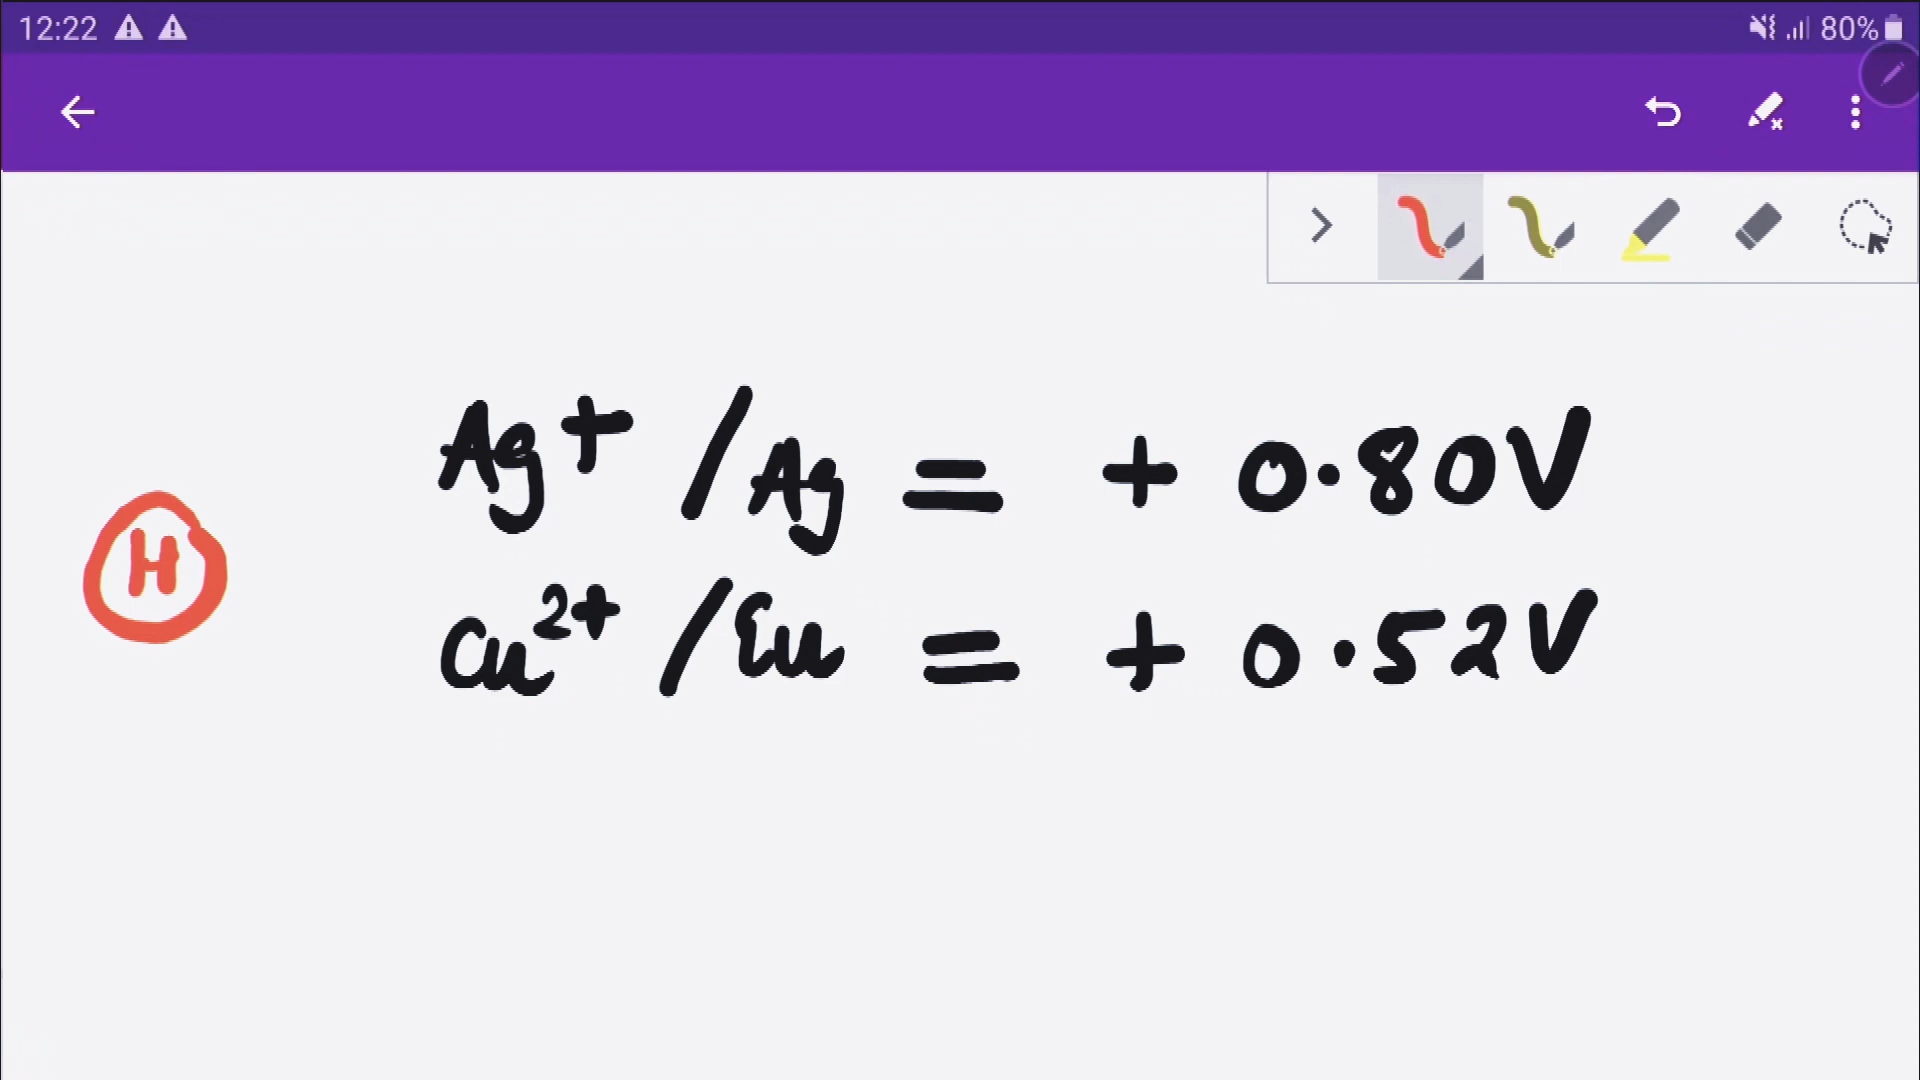 12:22 80%
Ag+ / Ag = + 0.80V
H
Cu2+ / Cu = + 0.52V